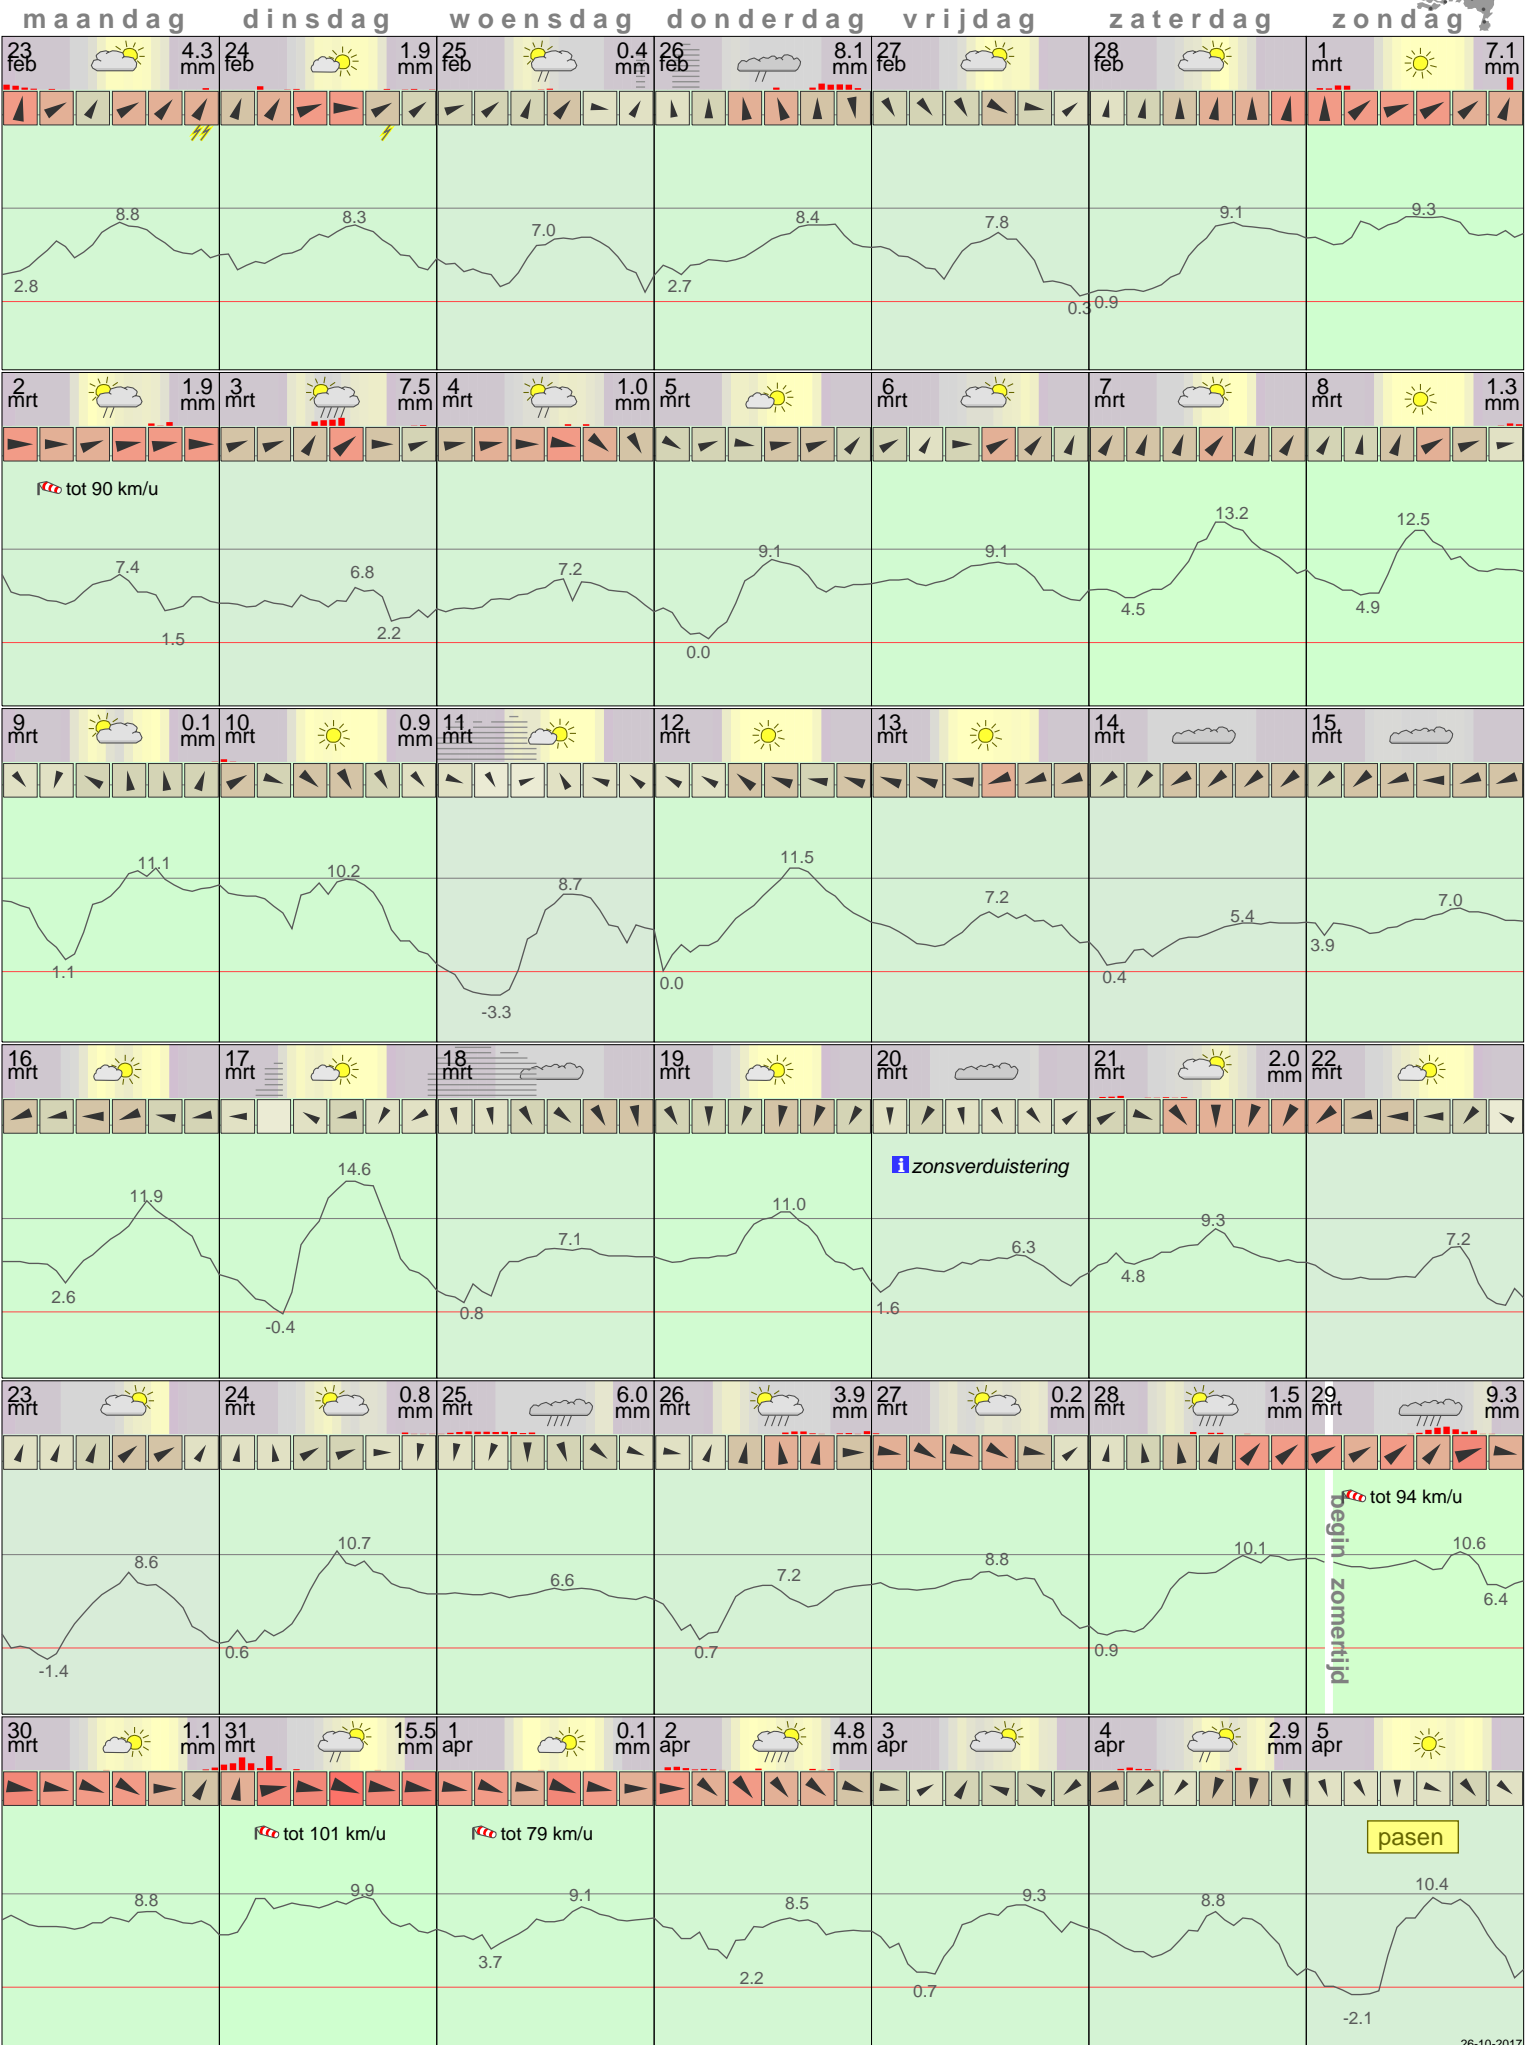 maandag dinsdag woensdag donderdag vrijdag zaterdag zondag
23 feb 4.3 mm 24 feb 1.9 mm 25 feb 0.4 mm 26 feb 8.1 mm 27 feb 28 feb 1 mrt 7.1 mm
8.8 8.3 7.0 8.4 7.8 9.1 9.3
2.8 2.7 0.3 0.9
2 mrt 1.9 mm 3 mrt 7.5 mm 4 mrt 1.0 mm 5 mrt 6 mrt 7 mrt 8 mrt 1.3 mm
tot 90 km/u
7.4 6.8 7.2 9.1 9.1 13.2 12.5
1.5 2.2 0.0 4.5 4.9
9 mrt 0.1 mm 10 mrt 0.9 mm 11 mrt 12 mrt 13 mrt 14 mrt 15 mrt
11.1 10.2 8.7 11.5 7.2 5.4 7.0
1.1 -3.3 0.0 0.4 3.9
16 mrt 17 mrt 18 mrt 19 mrt 20 mrt 21 mrt 2.0 mm 22 mrt
i zonsverduistering
11.9 14.6 7.1 11.0 6.3 9.3 7.2
2.6 -0.4 0.8 1.6 4.8
23 mrt 24 mrt 0.8 mm 25 mrt 6.0 mm 26 mrt 3.9 mm 27 mrt 0.2 mm 28 mrt 1.5 mm 29 mrt 9.3 mm
tot 94 km/u
begin zomertijd
8.6 10.7 6.6 7.2 8.8 10.1 10.6
-1.4 0.6 0.7 0.9 6.4
30 mrt 1.1 mm 31 mrt 15.5 mm 1 apr 0.1 mm 2 apr 4.8 mm 3 apr 4 apr 2.9 mm 5 apr
tot 101 km/u tot 79 km/u pasen
8.8 9.9 9.1 8.5 9.3 8.8 10.4
3.7 2.2 0.7 -2.1
26-10-2017